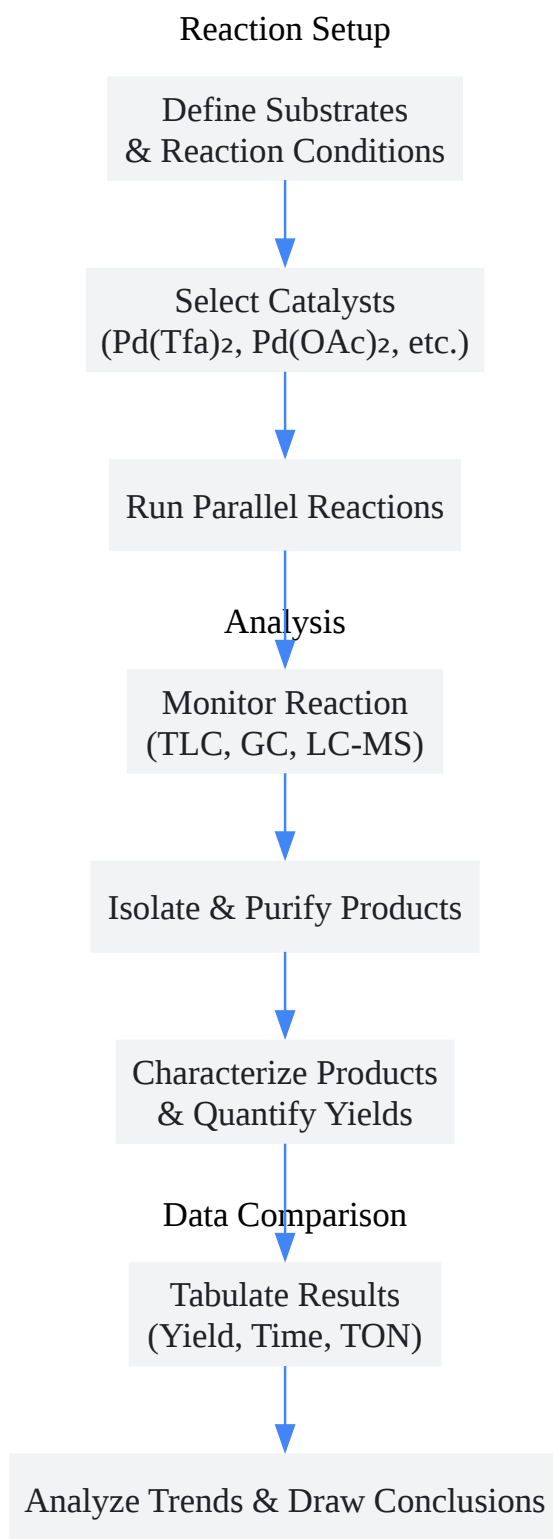 Reaction Setup
Define Substrates
& Reaction Conditions
Select Catalysts
(Pd(Tfa)₂, Pd(OAc)₂, etc.)
Run Parallel Reactions
Analysis
Monitor Reaction
(TLC, GC, LC-MS)
Isolate & Purify Products
Characterize Products
& Quantify Yields
Data Comparison
Tabulate Results
(Yield, Time, TON)
Analyze Trends & Draw Conclusions